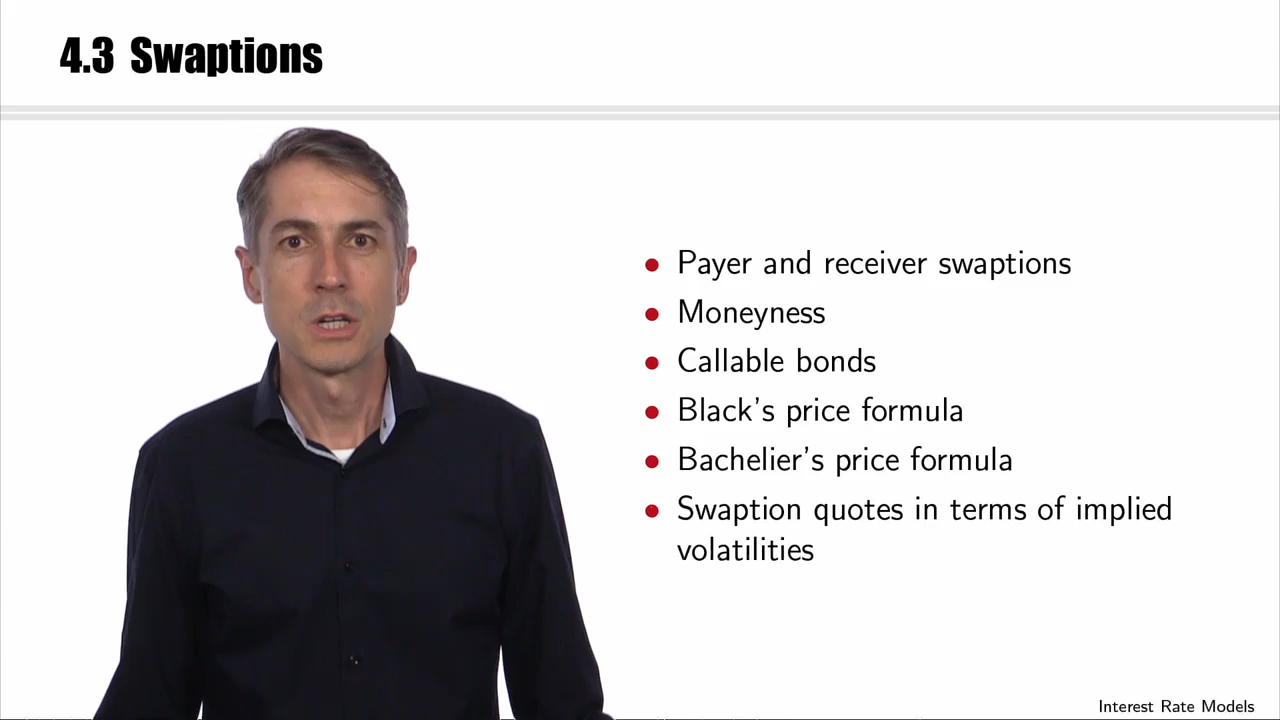 4.3 Swaptions
Payer and receiver swaptions
Moneyness
Callable bonds
Black's price formula
Bachelier's price formula
Swaption quotes in terms of implied
volatilities
Interest Rate Models